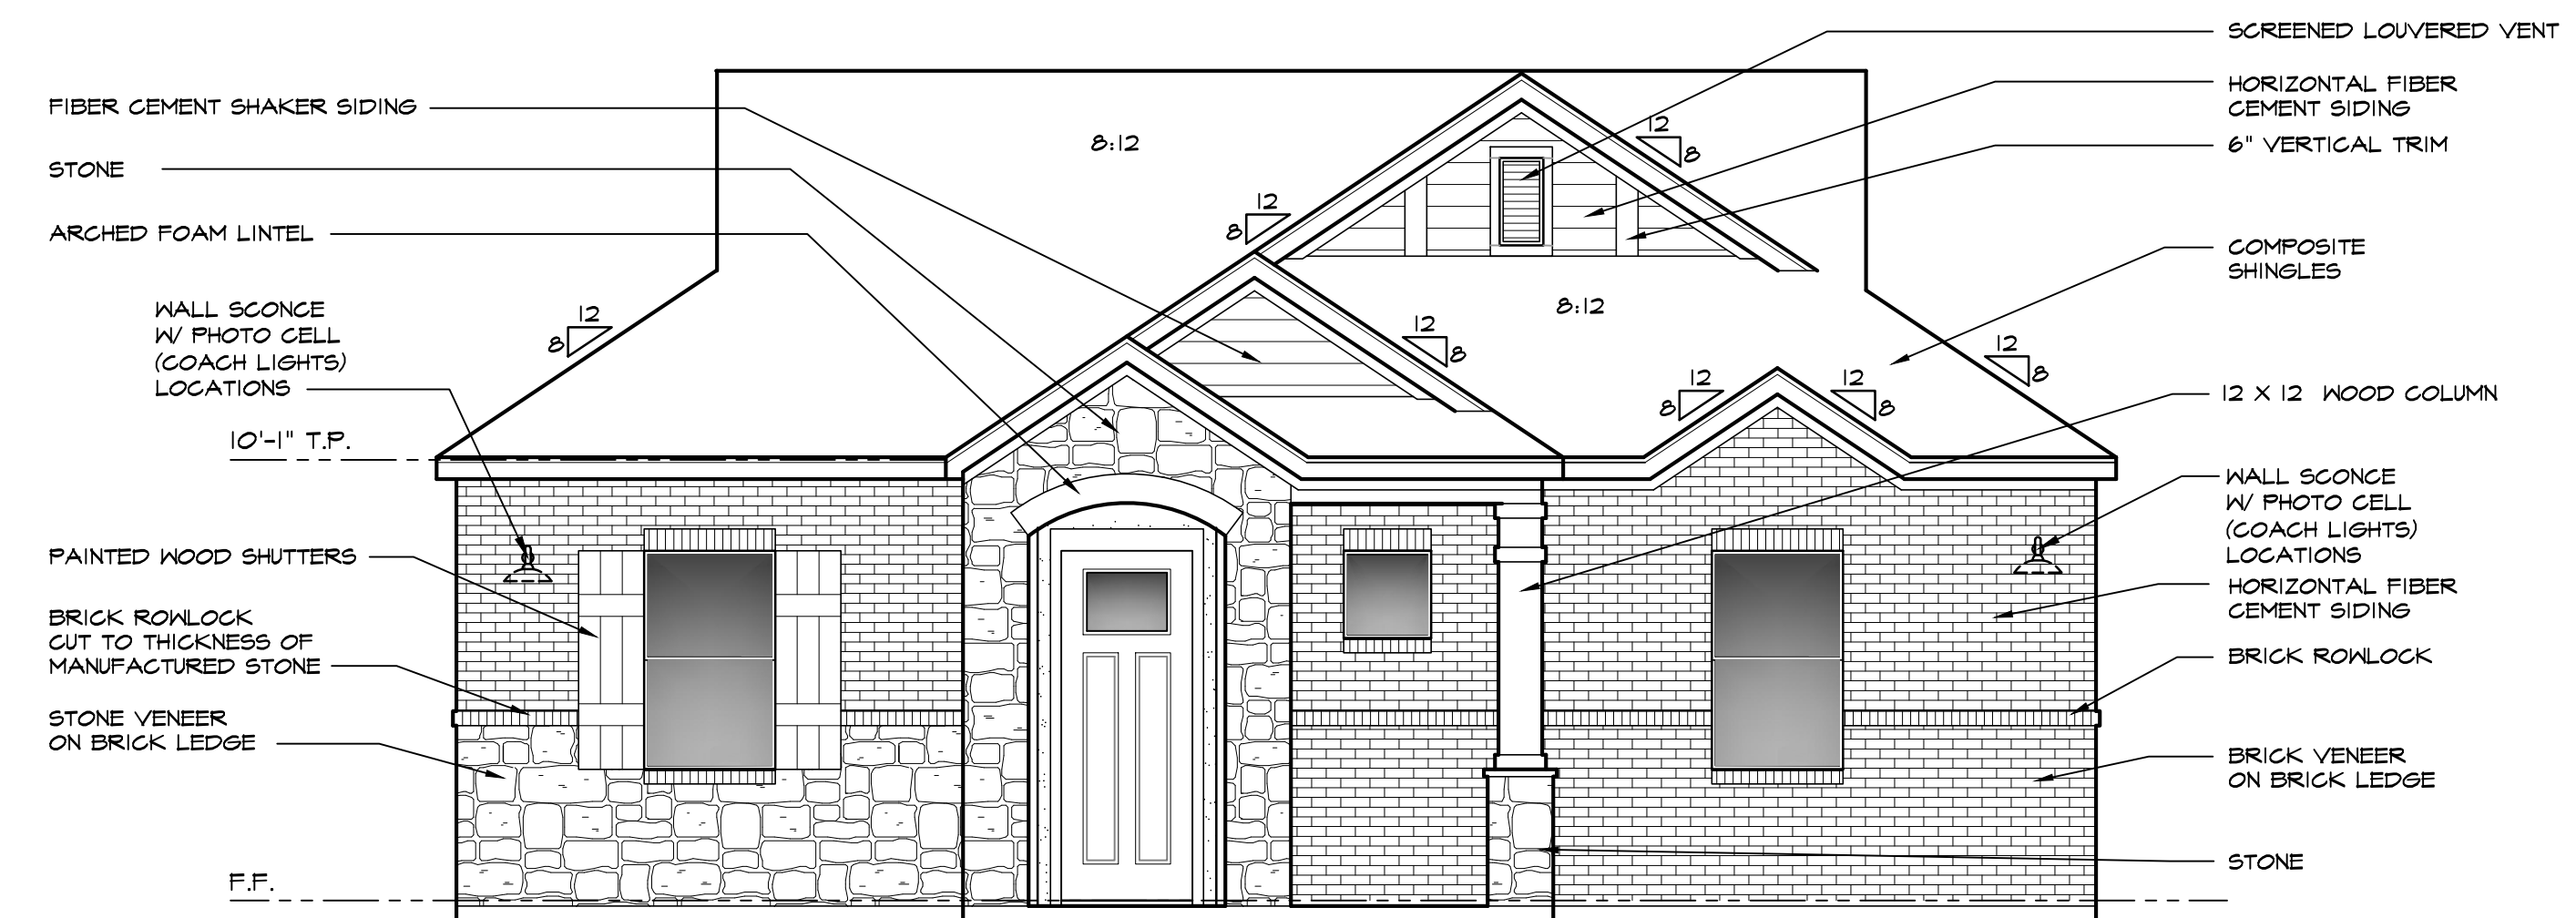 FIBER CEMENT SHAKER SIDING
STONE
ARCHED FOAM LINTEL
WALL SCONCE
W/ PHOTO CELL
(COACH LIGHTS)
LOCATIONS
10'-1" T.P.
PAINTED WOOD SHUTTERS
BRICK ROWLOCK
CUT TO THICKNESS OF
MANUFACTURED STONE
STONE VENEER
ON BRICK LEDGE
F.F.
8:12
8:12
12
8
12
8
12
8
12
8
12
8
12
8
12
8
SCREENED LOUVERED VENT
HORIZONTAL FIBER
CEMENT SIDING
6" VERTICAL TRIM
COMPOSITE
SHINGLES
12 X 12 WOOD COLUMN
WALL SCONCE
W/ PHOTO CELL
(COACH LIGHTS)
LOCATIONS
HORIZONTAL FIBER
CEMENT SIDING
BRICK ROWLOCK
BRICK VENEER
ON BRICK LEDGE
STONE